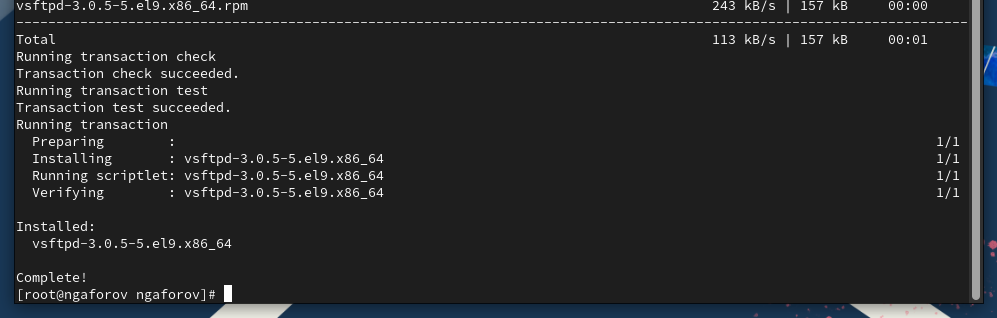 vsftpd-3.0.5-5.el9.x86_64.rpm 243 kB/s | 157 kB 00:00
--------------------------------------------------------------------------------
Total 113 kB/s | 157 kB 00:01
Running transaction check
Transaction check succeeded.
Running transaction test
Transaction test succeeded.
Running transaction
Preparing : 1/1
Installing : vsftpd-3.0.5-5.el9.x86_64 1/1
Running scriptlet: vsftpd-3.0.5-5.el9.x86_64 1/1
Verifying : vsftpd-3.0.5-5.el9.x86_64 1/1
Installed:
vsftpd-3.0.5-5.el9.x86_64
Complete!
[root@ngaforov ngaforov]#